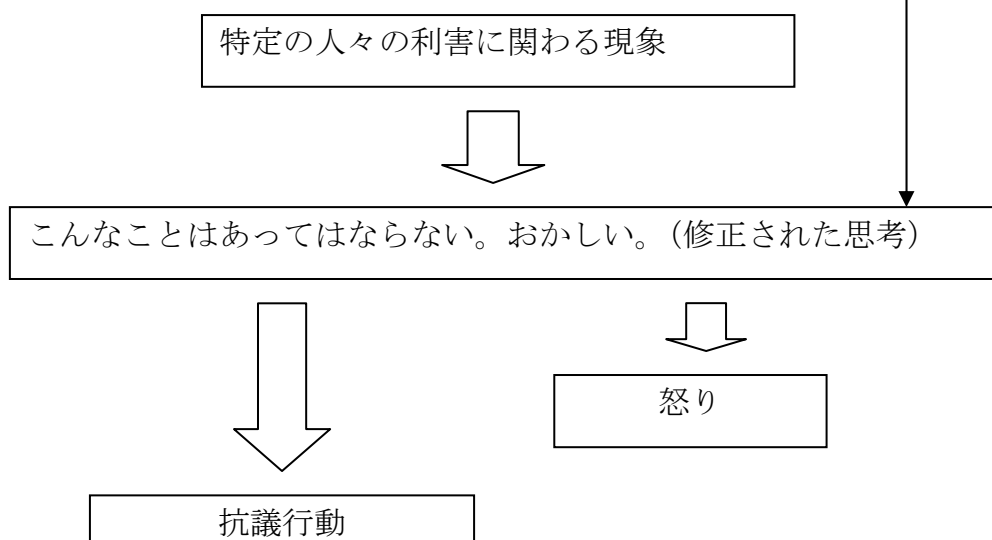 特定の人々の利害に関わる現象
こんなことはあってはならない。おかしい。(修正された思考)
怒り
抗議行動